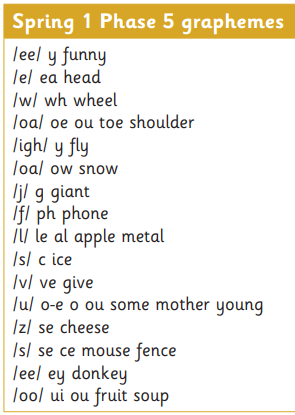 Spring 1 Phase 5 graphemes
/ee/ y funny
/e/ ea head
/w/ wh wheel
/oa/ oe ou toe shoulder
/igh/ y fly
/oa/ ow snow
/j/ g giant
/f/ ph phone
/l/ le al apple metal
/s/ c ice
/v/ ve give
/u/ o-e o ou some mother young
/z/ se cheese
/s/ se ce mouse fence
/ee/ ey donkey
/oo/ ui ou fruit soup